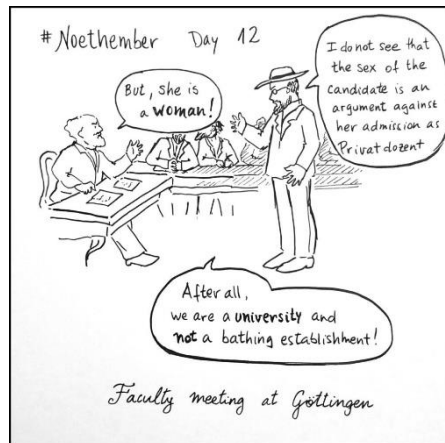 #Noethember Day 12
But, she is
a woman!
I do not see that
the sex of the
candidate is an
argument against
her admission as
Privatdozent
After all,
we are a university and
not a bathing establishment!
Faculty meeting at Göttingen